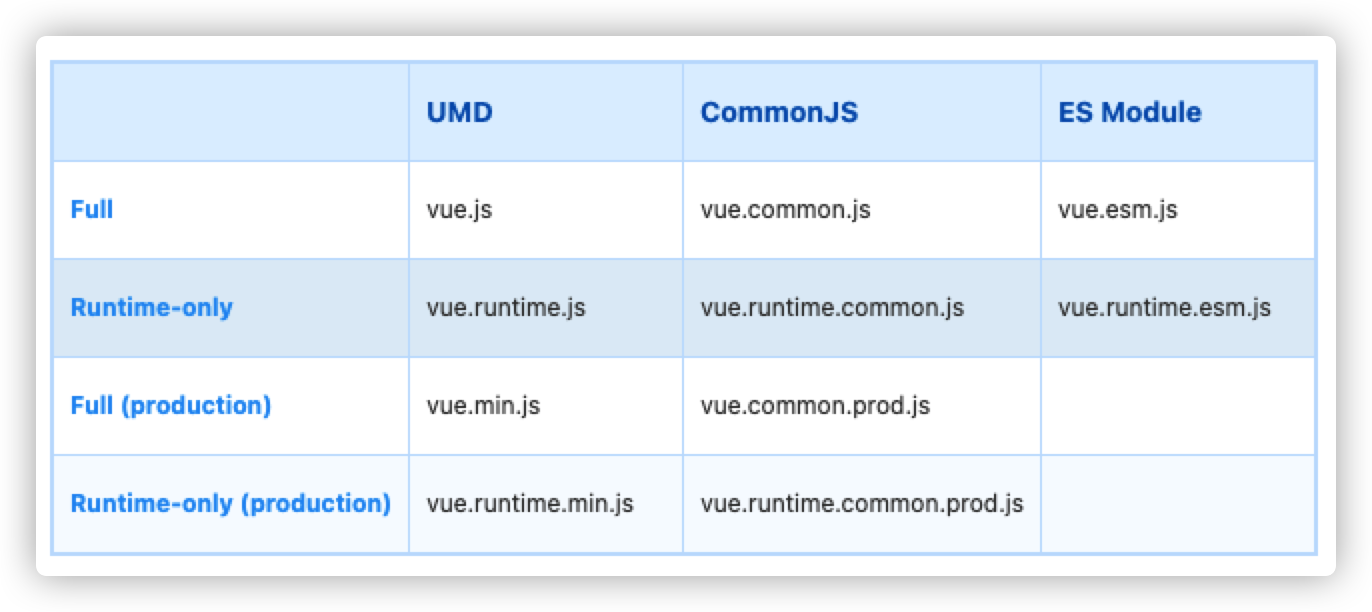 UMD CommonJS ES Module
Full vue.js vue.common.js vue.esm.js
Runtime-only vue.runtime.js vue.runtime.common.js vue.runtime.esm.js
Full (production) vue.min.js vue.common.prod.js
Runtime-only (production) vue.runtime.min.js vue.runtime.common.prod.js